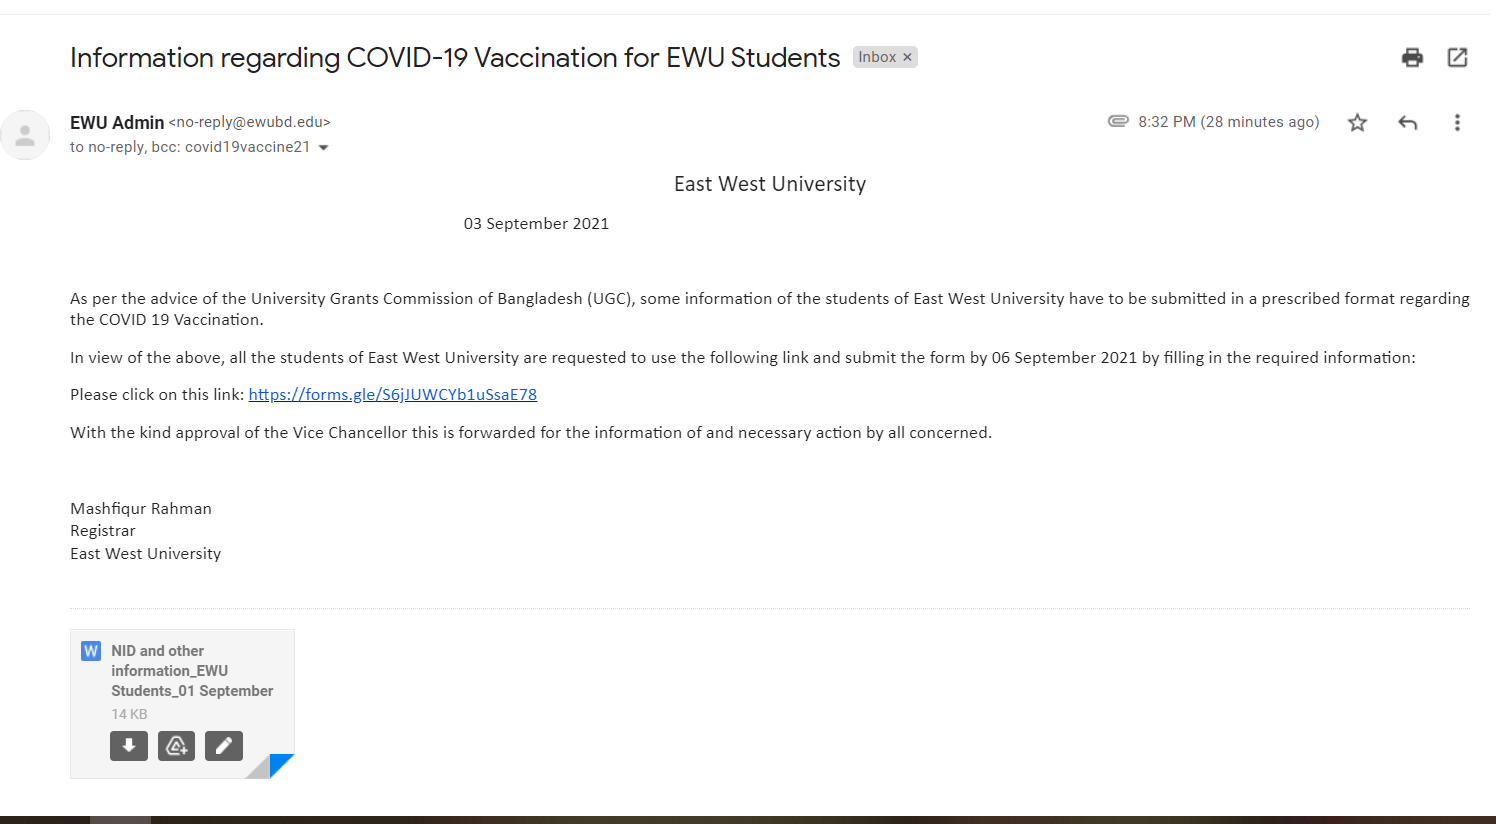 Information regarding COVID-19 Vaccination for EWU Students Inbox ×
EWU Admin <no-reply@ewubd.edu> 8:32 PM (28 minutes ago)
to no-reply, bcc: covid19vaccine21
East West University
03 September 2021
As per the advice of the University Grants Commission of Bangladesh (UGC), some information of the students of East West University have to be submitted in a prescribed format regarding
the COVID 19 Vaccination.
In view of the above, all the students of East West University are requested to use the following link and submit the form by 06 September 2021 by filling in the required information:
Please click on this link: https://forms.gle/S6jJUWCYb1uSsaE78
With the kind approval of the Vice Chancellor this is forwarded for the information of and necessary action by all concerned.
Mashfiqur Rahman
Registrar
East West University
W NID and other
information_EWU
Students_01 September
14 KB